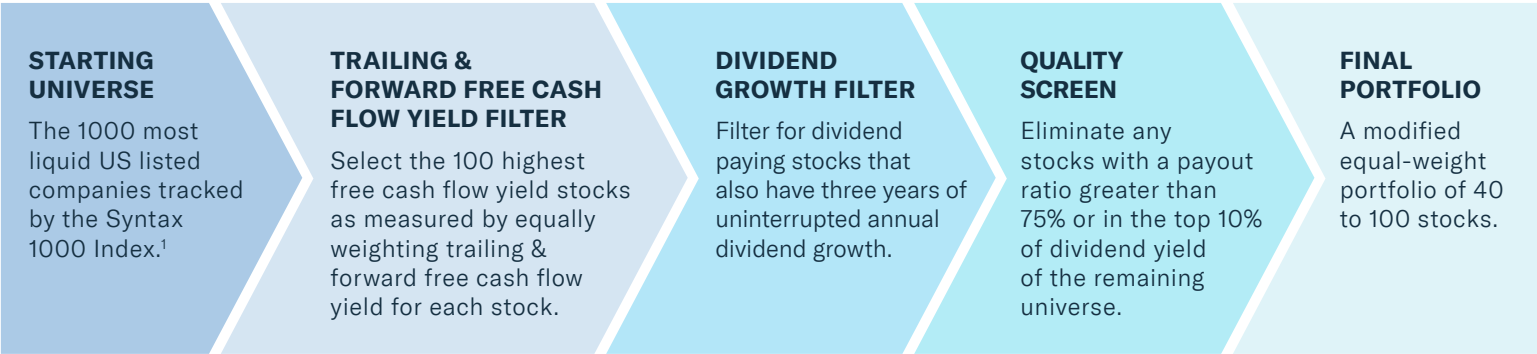 STARTING
UNIVERSE
The 1000 most
liquid US listed
companies tracked
by the Syntax
1000 Index.¹
TRAILING &
FORWARD FREE CASH
FLOW YIELD FILTER
Select the 100 highest
free cash flow yield stocks
as measured by equally
weighting trailing &
forward free cash flow
yield for each stock.
DIVIDEND
GROWTH FILTER
Filter for dividend
paying stocks that
also have three years of
uninterrupted annual
dividend growth.
QUALITY
SCREEN
Eliminate any
stocks with a payout
ratio greater than
75% or in the top 10%
of dividend yield
of the remaining
universe.
FINAL
PORTFOLIO
A modified
equal-weight
portfolio of 40
to 100 stocks.